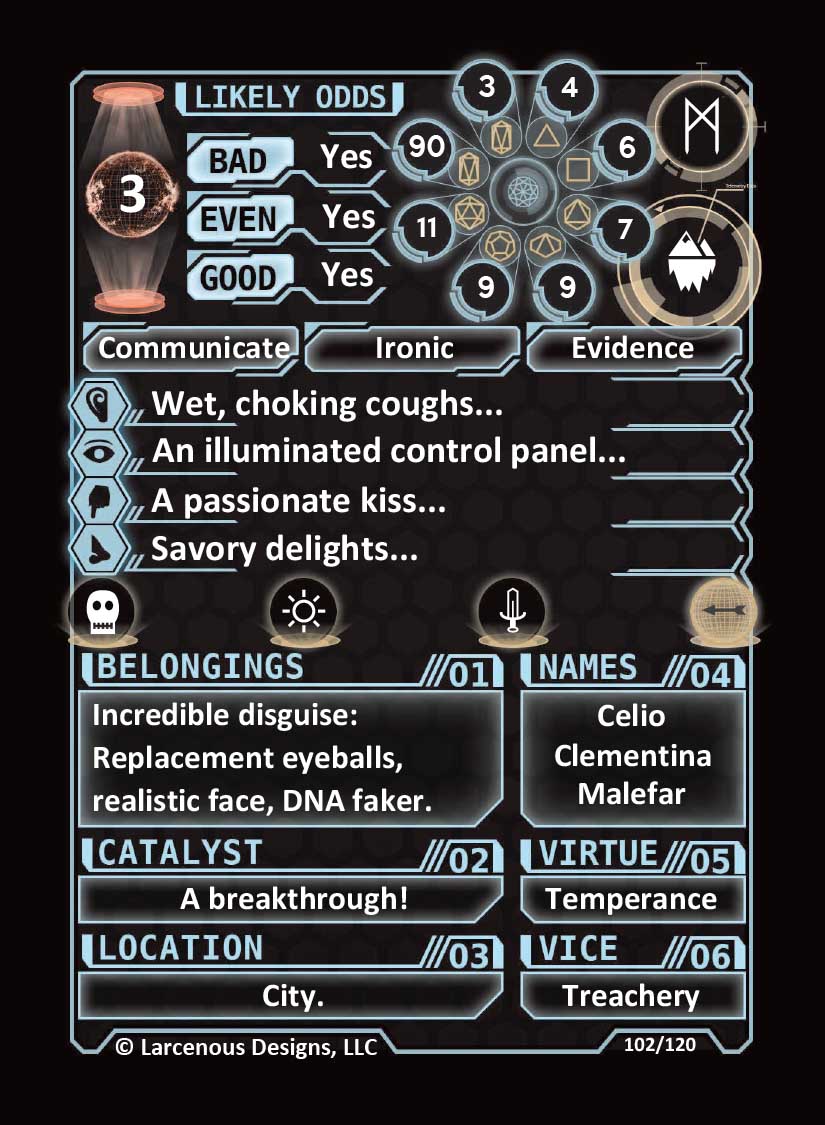 LIKELY ODDS
3
BAD Yes
EVEN Yes
GOOD Yes
3
4
90
6
11
7
9
9
Communicate Ironic Evidence
Wet, choking coughs...
An illuminated control panel...
A passionate kiss...
Savory delights...
BELONGINGS ///01
Incredible disguise:
Replacement eyeballs,
realistic face, DNA faker.
NAMES ///04
Celio
Clementina
Malefar
CATALYST ///02
A breakthrough!
VIRTUE ///05
Temperance
LOCATION ///03
City.
VICE ///06
Treachery
© Larcenous Designs, LLC
102/120